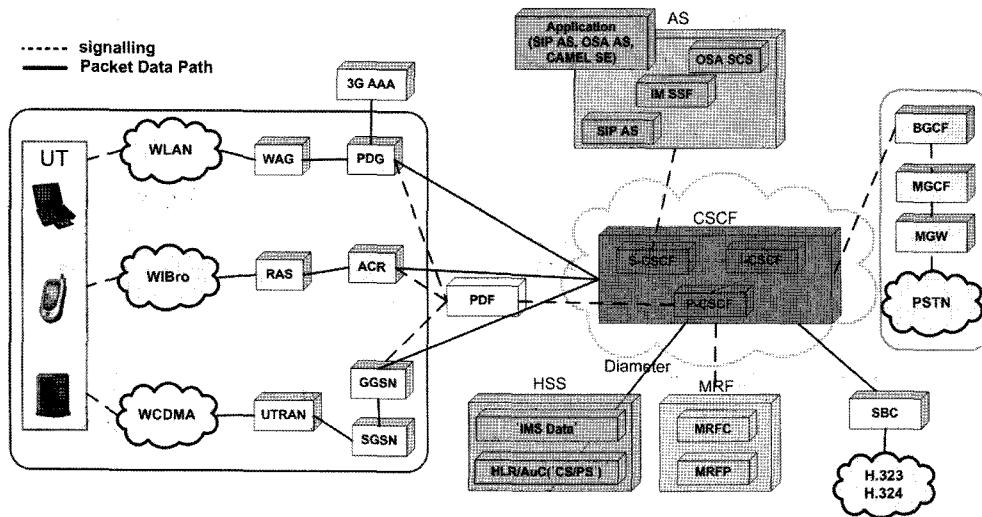 signalling
Packet Data Path
3G AAA
UT
WLAN
WAG
PDG
WIBro
RAS
ACR
PDF
WCDMA
UTRAN
GGSN
SGSN
AS
Application
(SIP AS, OSA AS,
CAMEL SE)
OSA SCS
IM SSF
SIP AS
CSCF
S-CSCF
I-CSCF
P-CSCF
BGCF
MGCF
MGW
PSTN
Diameter
HSS
IMS Data
HLR/AuC( CS/PS )
MRF
MRFC
MRFP
SBC
H.323
H.324